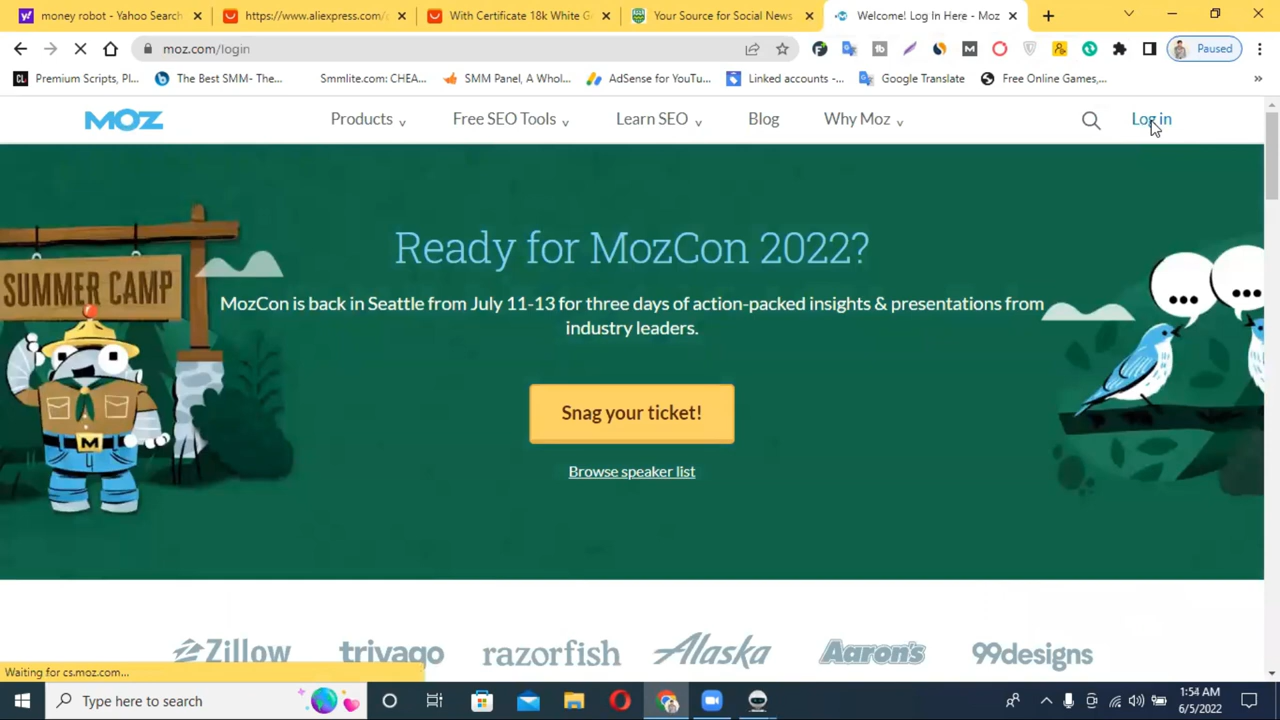 money robot - Yahoo Search
https://www.aliexpress.com/
With Certificate 18k White G
Your Source for Social News
Welcome! Log In Here - Moz
moz.com/login
Paused
CL Premium Scripts, Pl...
The Best SMM- The...
Smmlite.com: CHEA...
SMM Panel, A Whol...
AdSense for YouTu...
Linked accounts -...
Google Translate
Free Online Games,...
MOZ
Products
Free SEO Tools
Learn SEO
Blog
Why Moz
Log in
SUMMER CAMP
Ready for MozCon 2022?
MozCon is back in Seattle from July 11-13 for three days of action-packed insights & presentations from
industry leaders.
M
Snag your ticket!
Browse speaker list
Zillow
trivago
razorfish
Alaska
Aaron's
99designs
Waiting for cs.moz.com...
Type here to search
1:54 AM
6/5/2022